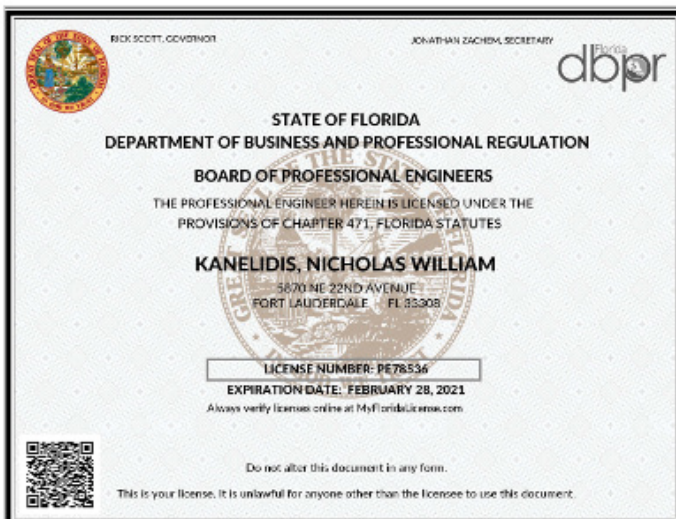 RICK SCOTT, GOVERNOR
JONATHAN ZACHEM, SECRETARY
Florida
dbpr
STATE OF FLORIDA
DEPARTMENT OF BUSINESS AND PROFESSIONAL REGULATION
BOARD OF PROFESSIONAL ENGINEERS
THE PROFESSIONAL ENGINEER HEREIN IS LICENSED UNDER THE
PROVISIONS OF CHAPTER 471, FLORIDA STATUTES
KANELIDIS, NICHOLAS WILLIAM
5870 NE 22ND AVENUE
FORT LAUDERDALE FL 33308
LICENSE NUMBER: PE78536
EXPIRATION DATE: FEBRUARY 28, 2021
Always verify licenses online at MyFloridaLicense.com
Do not alter this document in any form.
This is your license. It is unlawful for anyone other than the licensee to use this document.